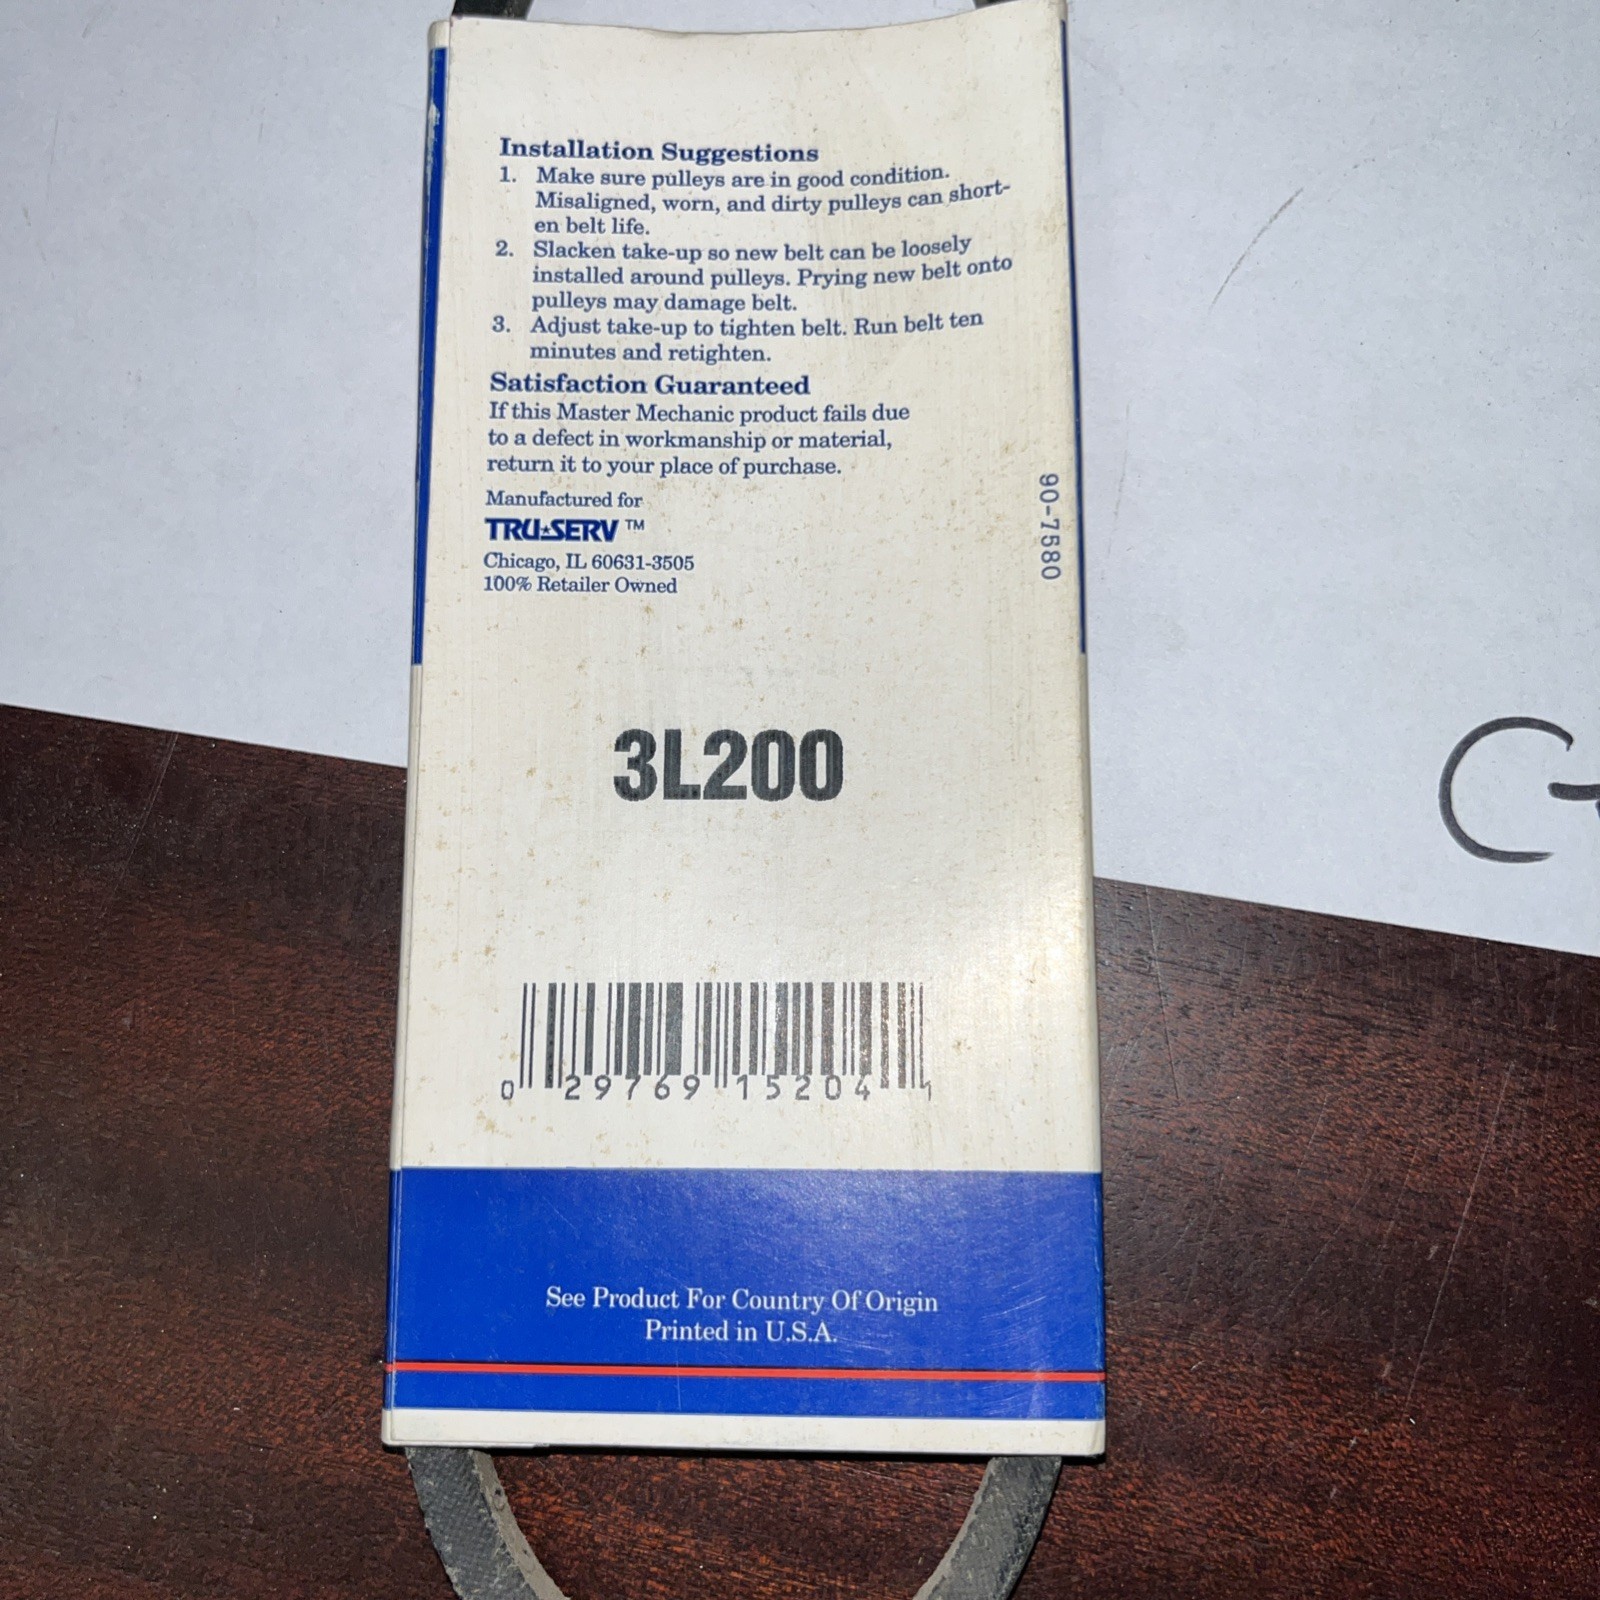 Installation Suggestions
1. Make sure pulleys are in good condition.
Misaligned, worn, and dirty pulleys can short-
en belt life.
2. Slacken take-up so new belt can be loosely
installed around pulleys. Prying new belt onto
pulleys may damage belt.
3. Adjust take-up to tighten belt. Run belt ten
minutes and retighten.
Satisfaction Guaranteed
If this Master Mechanic product fails due
to a defect in workmanship or material,
return it to your place of purchase.
Manufactured for
TRU★SERV™
Chicago, IL 60631-3505
100% Retailer Owned
90-7580
3L200
0 29769 15204 1
See Product For Country Of Origin
Printed in U.S.A.